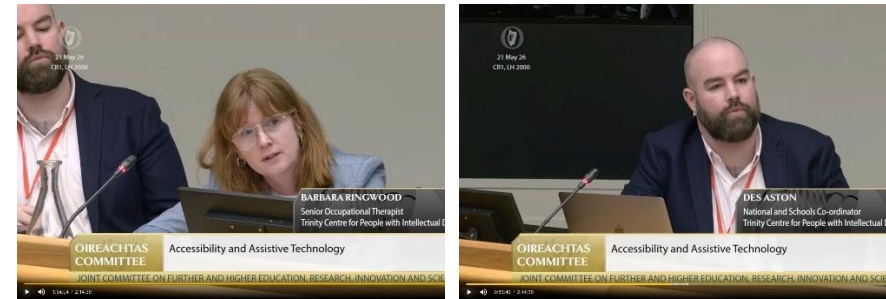 21 May 26
CR1, LH 2000
BARBARA RINGWOOD
Senior Occupational Therapist
Trinity Centre for People with Intellectual D
OIREACHTAS
COMMITTEE
Accessibility and Assistive Technology
JOINT COMMITTEE ON FURTHER AND HIGHER EDUCATION, RESEARCH, INNOVATION AND SCIE
21 May 26
CR1, LH 2000
DES ASTON
National and Schools Co-ordinator
Trinity Centre for People with Intellectual D
OIREACHTAS
COMMITTEE
Accessibility and Assistive Technology
JOINT COMMITTEE ON FURTHER AND HIGHER EDUCATION, RESEARCH, INNOVATION AND SCIE